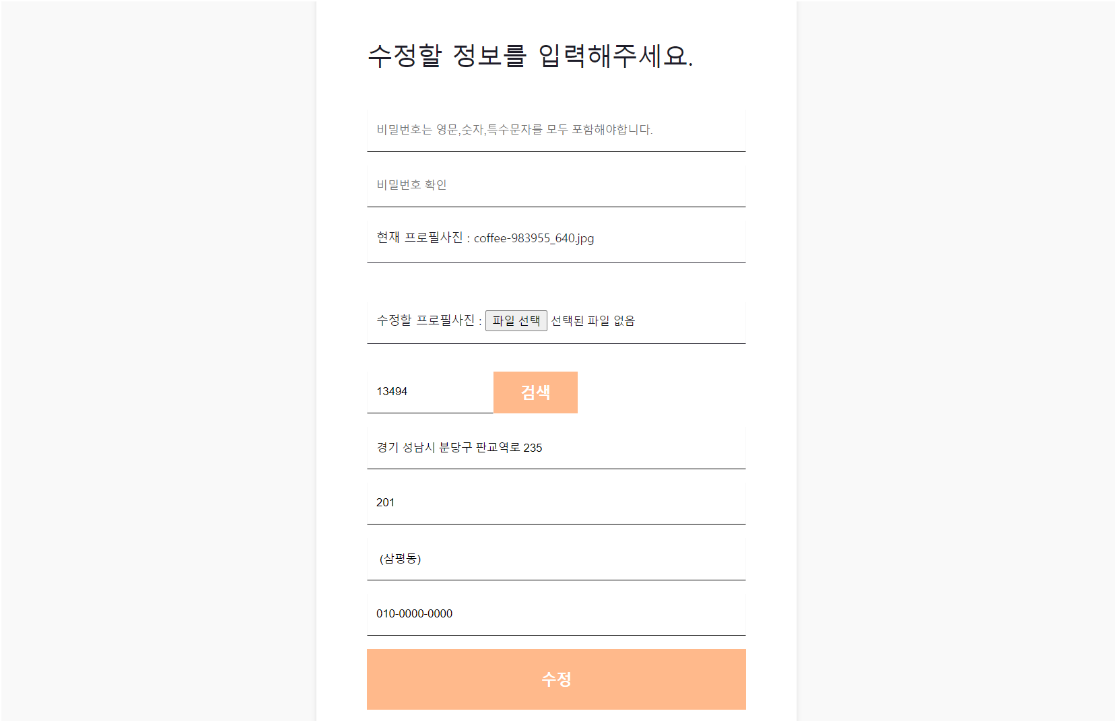 수정할 정보를 입력해주세요.
비밀번호는 영문,숫자,특수문자를 모두 포함해야합니다.
비밀번호 확인
현재 프로필사진 : coffee-983955_640.jpg
수정할 프로필사진 : 파일 선택 선택된 파일 없음
13494 검색
경기 성남시 분당구 판교역로 235
201
(삼평동)
010-0000-0000
수정